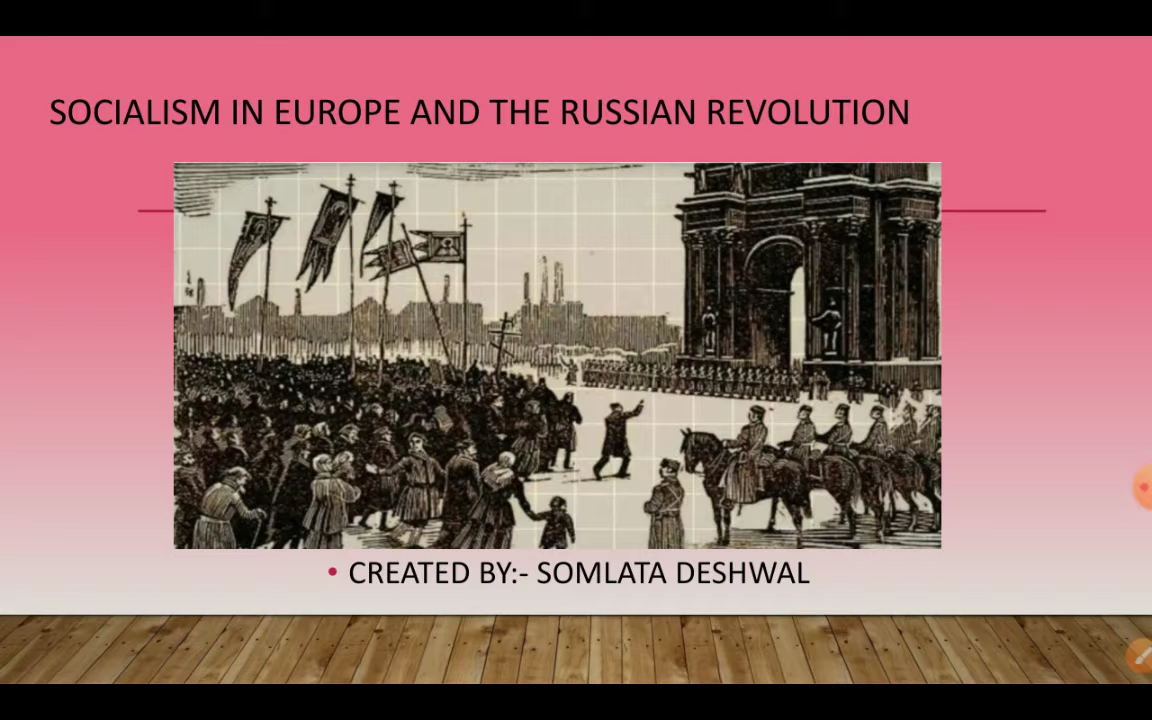 SOCIALISM IN EUROPE AND THE RUSSIAN REVOLUTION
• CREATED BY:- SOMLATA DESHWAL